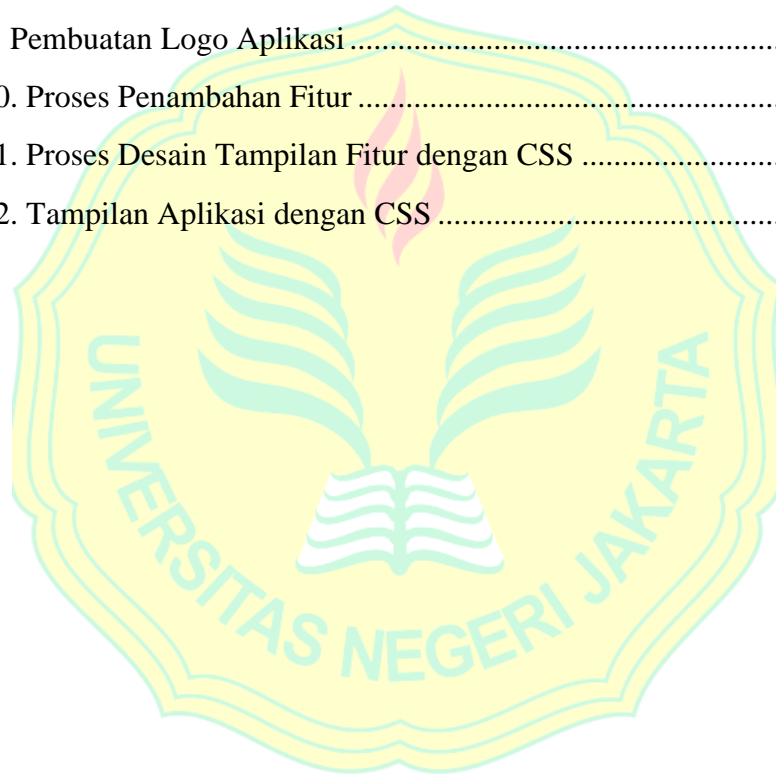 Pembuatan Logo Aplikasi
0. Proses Penambahan Fitur
1. Proses Desain Tampilan Fitur dengan CSS
2. Tampilan Aplikasi dengan CSS
UNIVERSITAS NEGERI JAKARTA